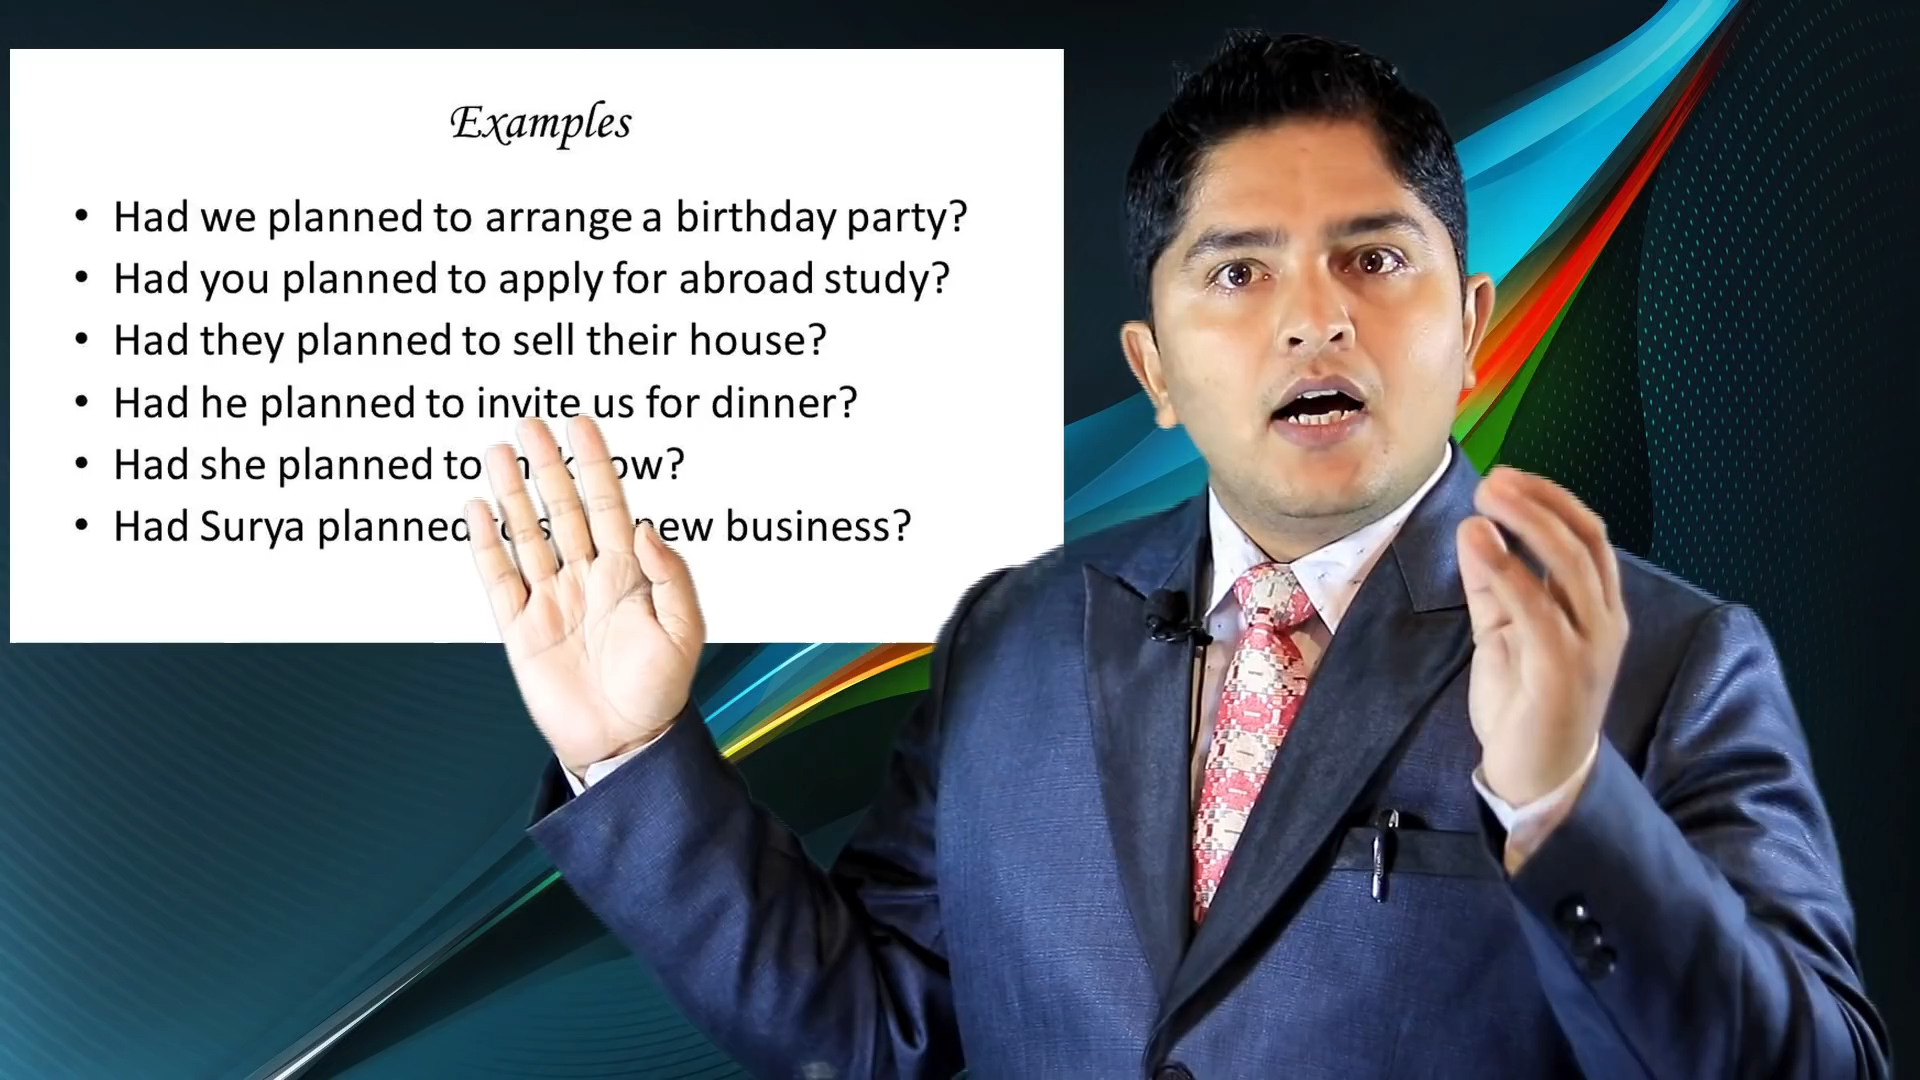 Examples
• Had we planned to arrange a birthday party?
• Had you planned to apply for abroad study?
• Had they planned to sell their house?
• Had he planned to invite us for dinner?
• Had she planned to
• Had Surya planned new business?